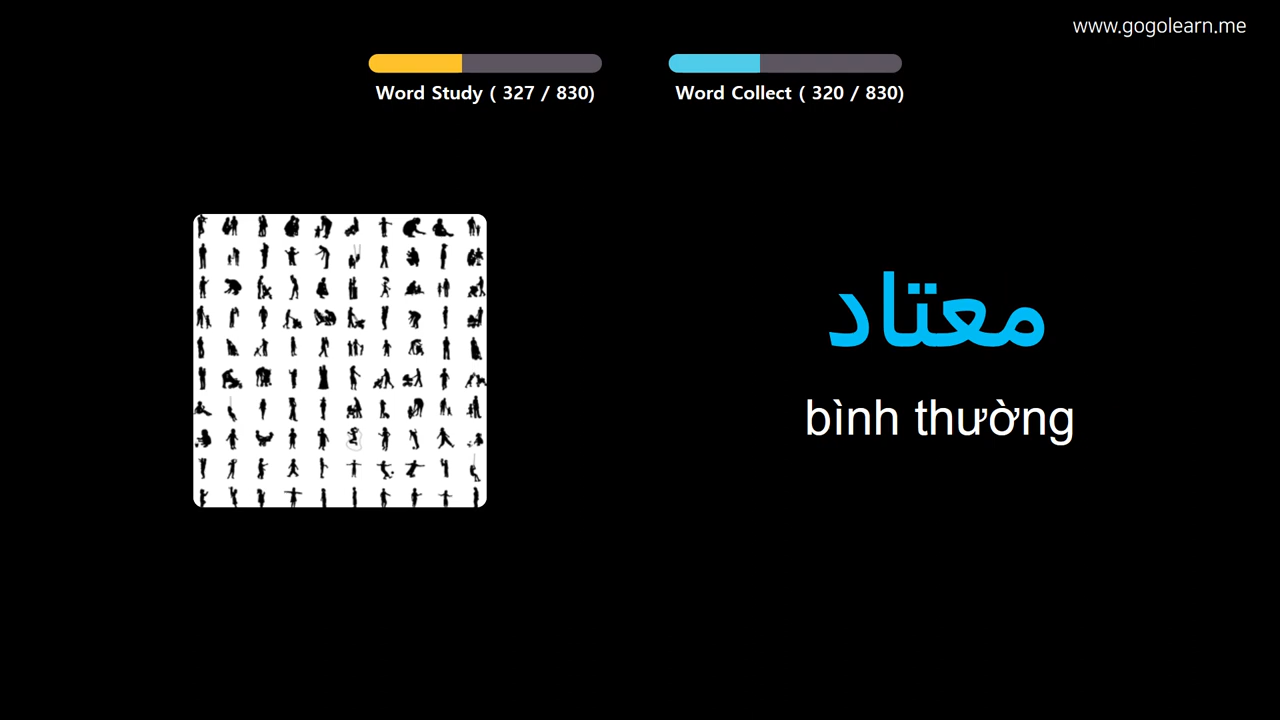 www.gogolearn.me
Word Study ( 327 / 830)
Word Collect ( 320 / 830)
معتاد
bình thường